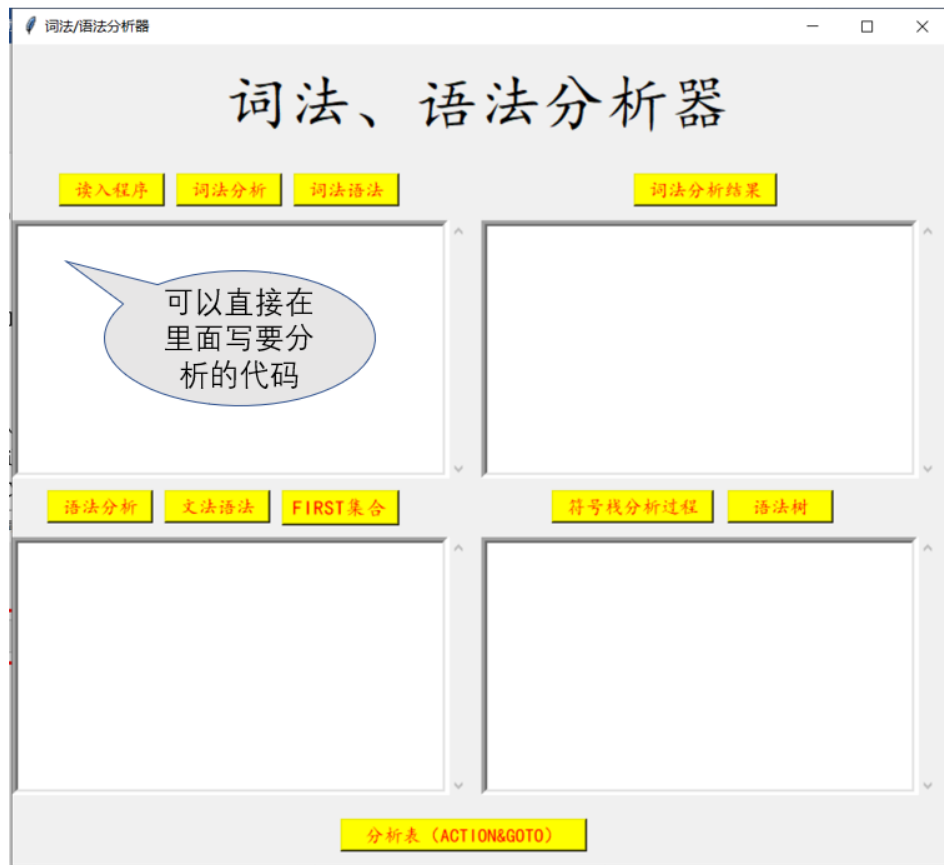 词法/语法分析器
词法、语法分析器
读入程序 词法分析 词法语法 词法分析结果
可以直接在
里面写要分
析的代码
语法分析 文法语法 FIRST集合 符号栈分析过程 语法树
分析表（ACTION&GOTO）